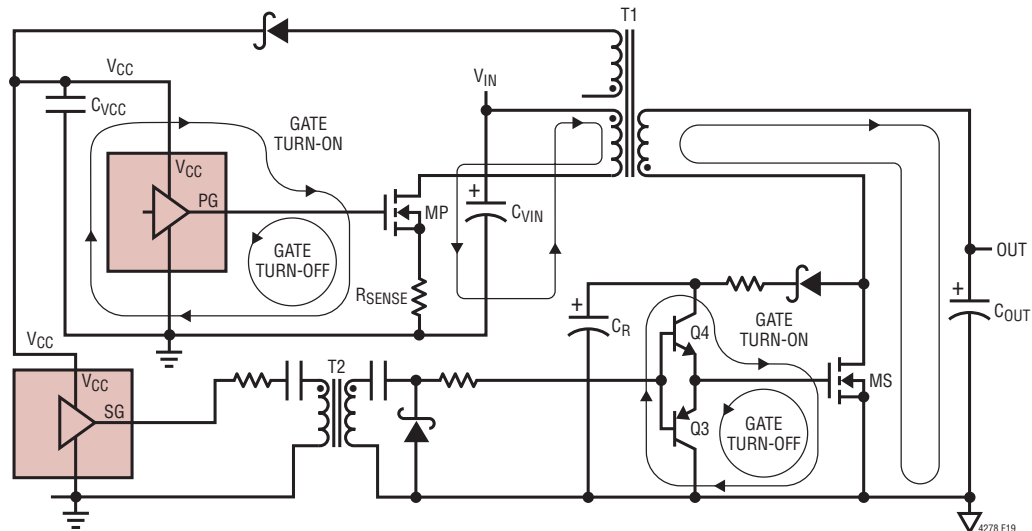 T1
VCC
VIN
CVCC
GATE
TURN-ON
VCC
PG
MP
+
CVIN
GATE
TURN-OFF
RSENSE
OUT
+
COUT
+
CR
Q4
GATE
TURN-ON
MS
VCC
VCC
SG
T2
Q3
GATE
TURN-OFF
4278 F19